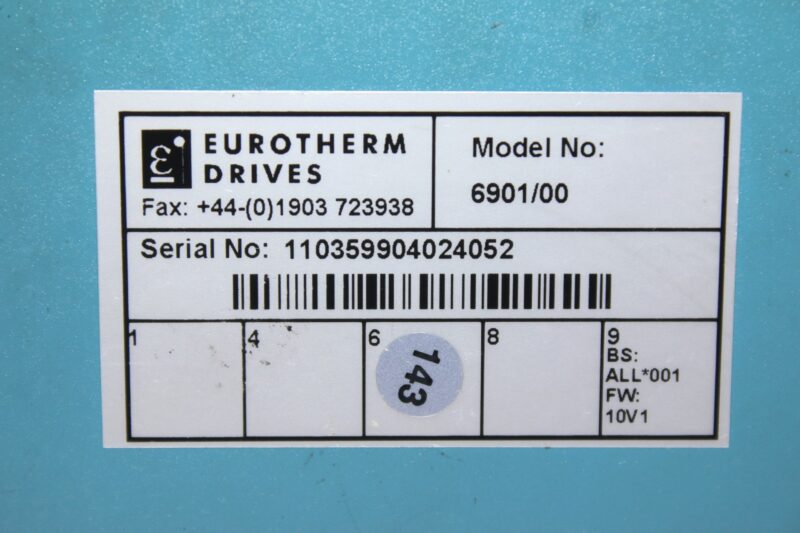 EUROTHERM
DRIVES
Fax: +44-(0)1903 723938
Model No:
6901/00
Serial No: 110359904024052
1
4
6
143
8
9
BS:
ALL*001
FW:
10V1